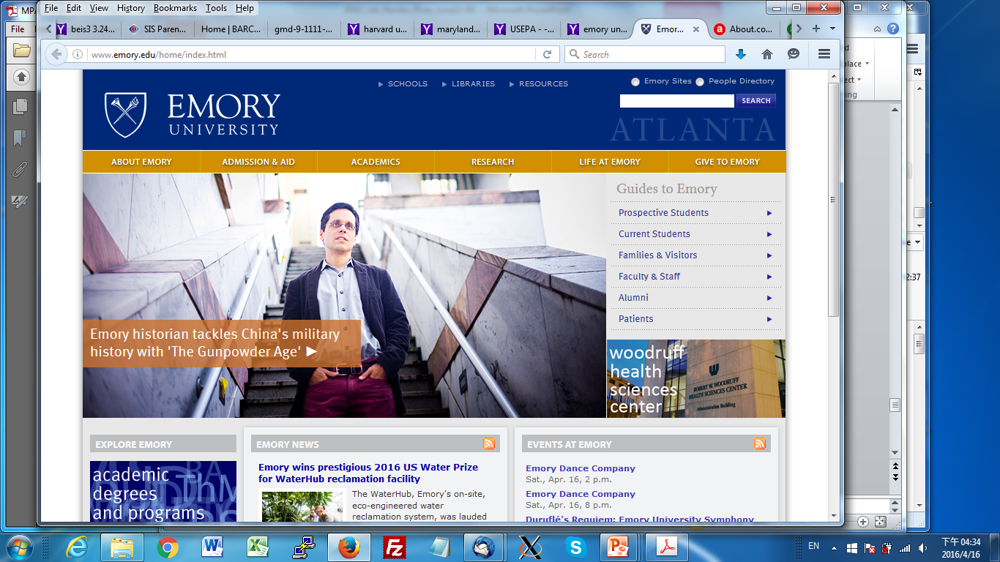 MPA
File
File Edit View History Bookmarks Tools Help
beis3 3.24...
SIS Paren...
Home | BARC...
gmd-9-1111-...
harvard u...
maryland...
USEPA - -...
emory un...
Emor...
About.co...
www.emory.edu/home/index.html
Search
SCHOOLS
LIBRARIES
RESOURCES
Emory Sites
People Directory
SEARCH
EMORY
UNIVERSITY
ATLANTA
ABOUT EMORY
ADMISSION & AID
ACADEMICS
RESEARCH
LIFE AT EMORY
GIVE TO EMORY
Emory historian tackles China's military
history with 'The Gunpowder Age'
Guides to Emory
Prospective Students
Current Students
Families & Visitors
Faculty & Staff
Alumni
Patients
woodruff
health
sciences
center
ROBERT W. WOODRUFF
HEALTH SCIENCES CENTER
Administration Building
EXPLORE EMORY
academic
degrees
and programs
EMORY NEWS
Emory wins prestigious 2016 US Water Prize
for WaterHub reclamation facility
The WaterHub, Emory's on-site,
eco-engineered water
reclamation system, was lauded
EVENTS AT EMORY
Emory Dance Company
Sat., Apr. 16, 2 p.m.
Emory Dance Company
Sat., Apr. 16, 8 p.m.
Duruflé's Requiem: Emory University Symphony
2:37
EN
下午 04:34
2016/4/16